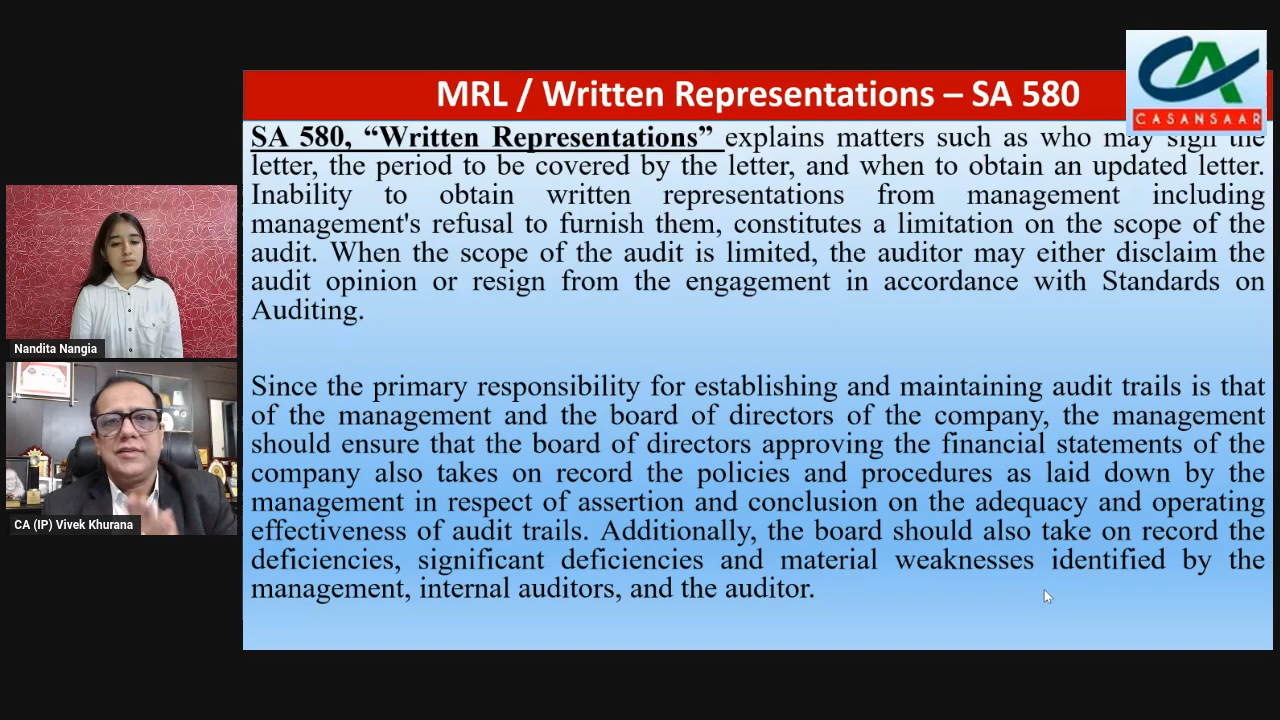 MRL / Written Representations – SA 580
CA
CASANSAAR
SA 580, “Written Representations” explains matters such as who may sign the
letter, the period to be covered by the letter, and when to obtain an updated letter.
Inability to obtain written representations from management including
management's refusal to furnish them, constitutes a limitation on the scope of the
audit. When the scope of the audit is limited, the auditor may either disclaim the
audit opinion or resign from the engagement in accordance with Standards on
Auditing.
Since the primary responsibility for establishing and maintaining audit trails is that
of the management and the board of directors of the company, the management
should ensure that the board of directors approving the financial statements of the
company also takes on record the policies and procedures as laid down by the
management in respect of assertion and conclusion on the adequacy and operating
effectiveness of audit trails. Additionally, the board should also take on record the
deficiencies, significant deficiencies and material weaknesses identified by the
management, internal auditors, and the auditor.
Nandita Nangia
CA (IP) Vivek Khurana